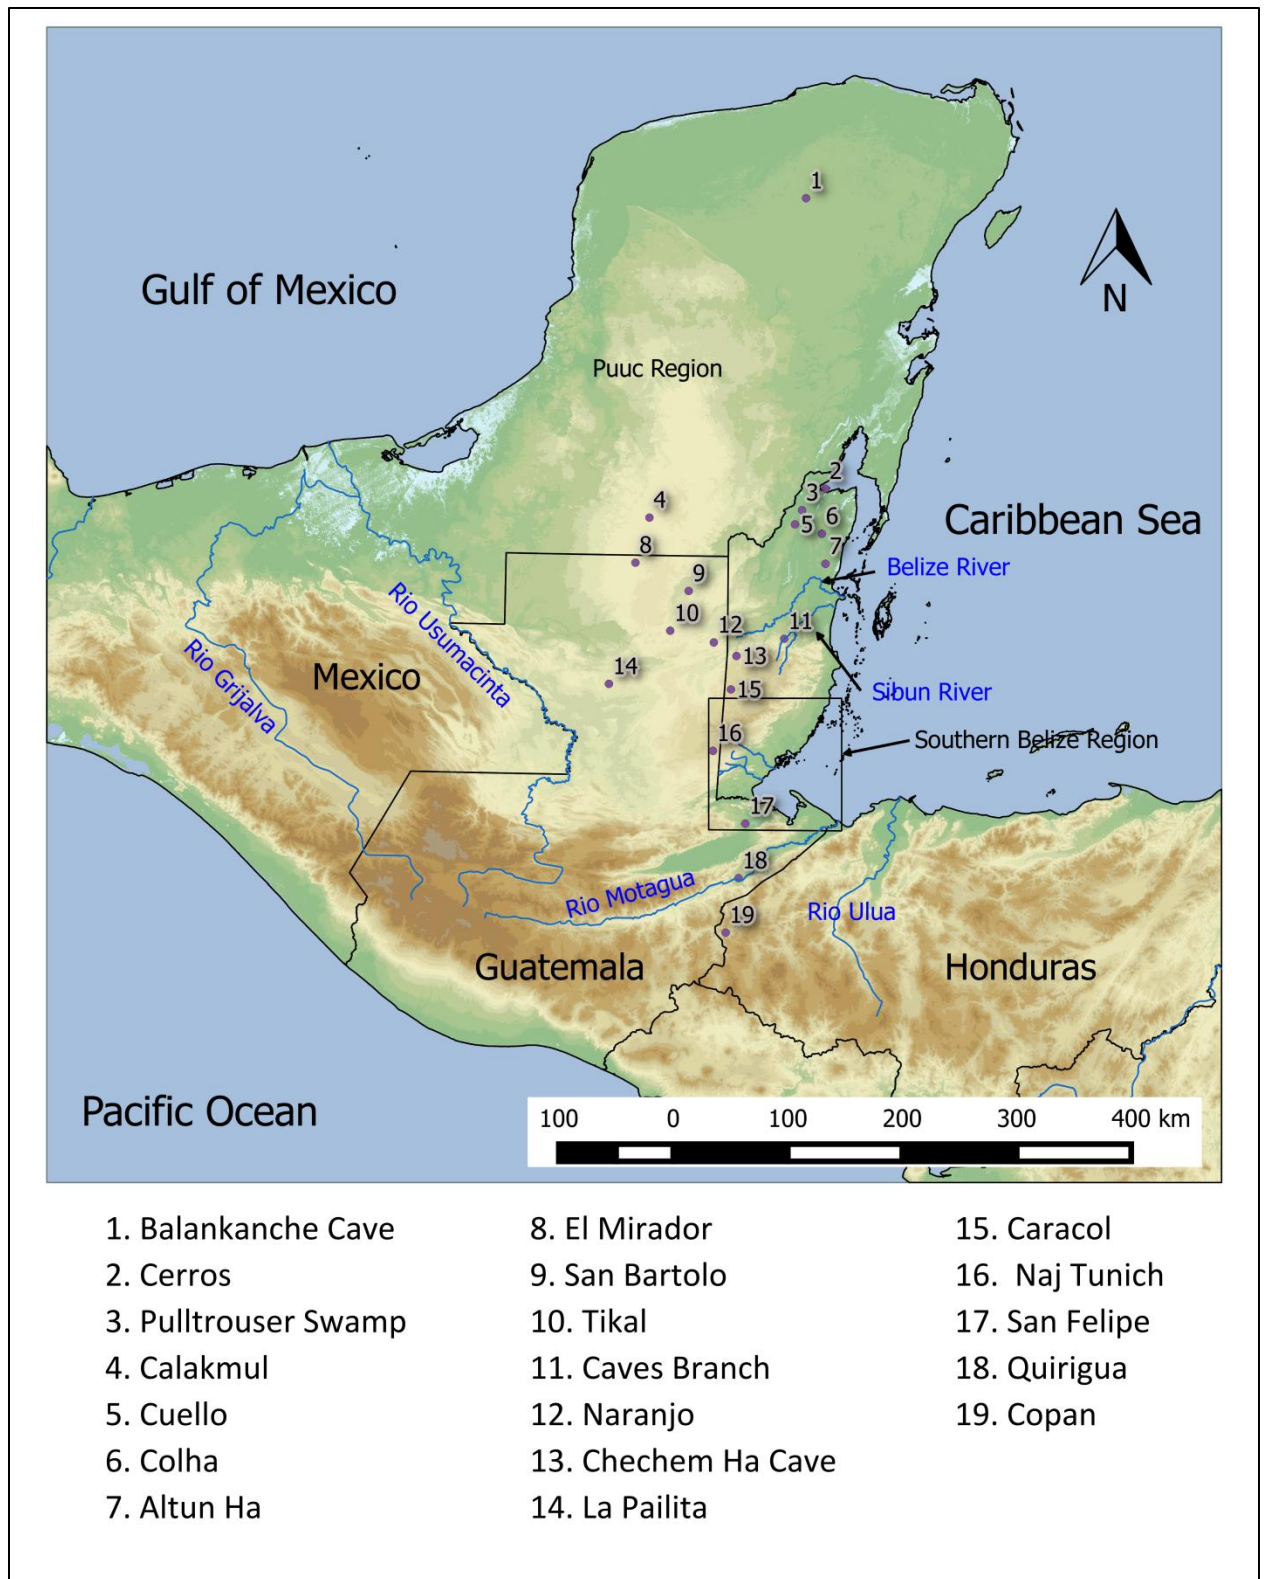 1
Gulf of Mexico
N
Puuc Region
2
3
4
5
6
Caribbean Sea
7
8
Belize River
9
10
11
12
Rio Usumacinta
13
14
Mexico
Rio Grijalva
15
Sibun River
16
Southern Belize Region
17
18
Rio Motagua
19
Rio Ulua
Guatemala
Honduras
Pacific Ocean
100 0 100 200 300 400 km
1. Balankanche Cave
2. Cerros
3. Pulltrouser Swamp
4. Calakmul
5. Cuello
6. Colha
7. Altun Ha
8. El Mirador
9. San Bartolo
10. Tikal
11. Caves Branch
12. Naranjo
13. Chechem Ha Cave
14. La Pailita
15. Caracol
16. Naj Tunich
17. San Felipe
18. Quirigua
19. Copan